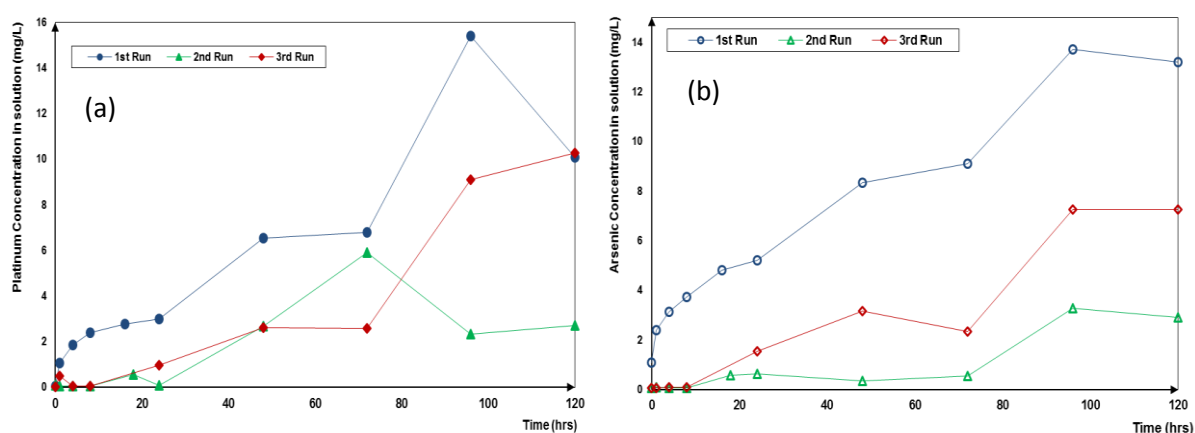 Platinum Concentration in solution (mg/L)
16
14
12
10
8
6
4
2
0
1st Run 2nd Run 3rd Run
(a)
0 20 40 60 80 100 120
Time (hrs)
Arsenic Concentration in solution (mg/L)
14
12
10
8
6
4
2
0
1st Run 2nd Run 3rd Run
(b)
0 20 40 60 80 100 120
Time (hrs)